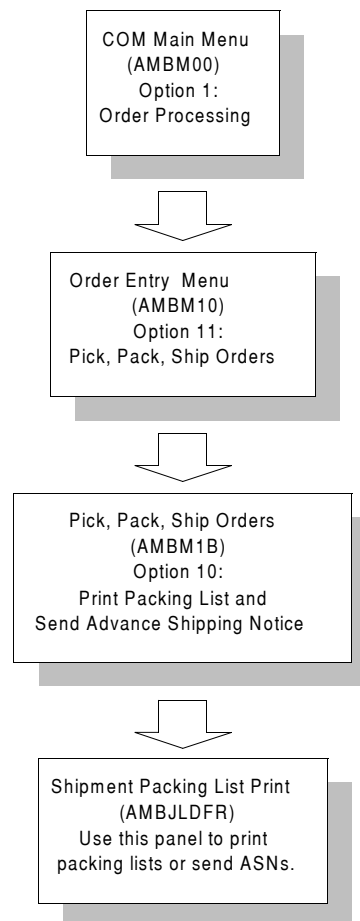 COM Main Menu
(AMBM00)
Option 1:
Order Processing
Order Entry Menu
(AMBM10)
Option 11:
Pick, Pack, Ship Orders
Pick, Pack, Ship Orders
(AMBM1B)
Option 10:
Print Packing List and
Send Advance Shipping Notice
Shipment Packing List Print
(AMBJLDFR)
Use this panel to print
packing lists or send ASNs.